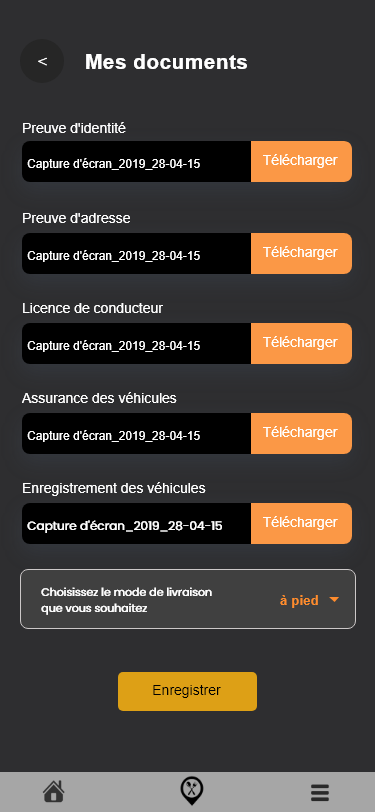 <
Mes documents
Preuve d'identité
Capture d'écran_2019_28-04-15
Télécharger
Preuve d'adresse
Capture d'écran_2019_28-04-15
Télécharger
Licence de conducteur
Capture d'écran_2019_28-04-15
Télécharger
Assurance des véhicules
Capture d'écran_2019_28-04-15
Télécharger
Enregistrement des véhicules
Capture d'écran_2019_28-04-15
Télécharger
Choisissez le mode de livraison
que vous souhaitez
à pied
Enregistrer